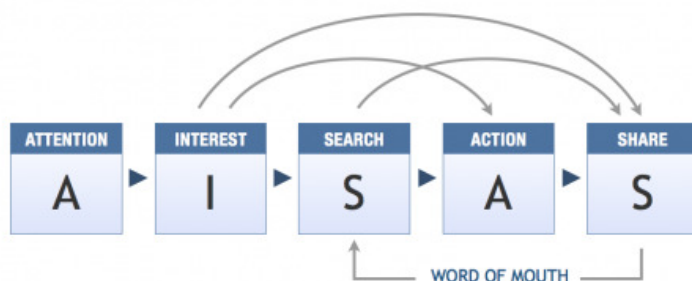 ATTENTION INTEREST SEARCH ACTION SHARE
A I S A S
WORD OF MOUTH